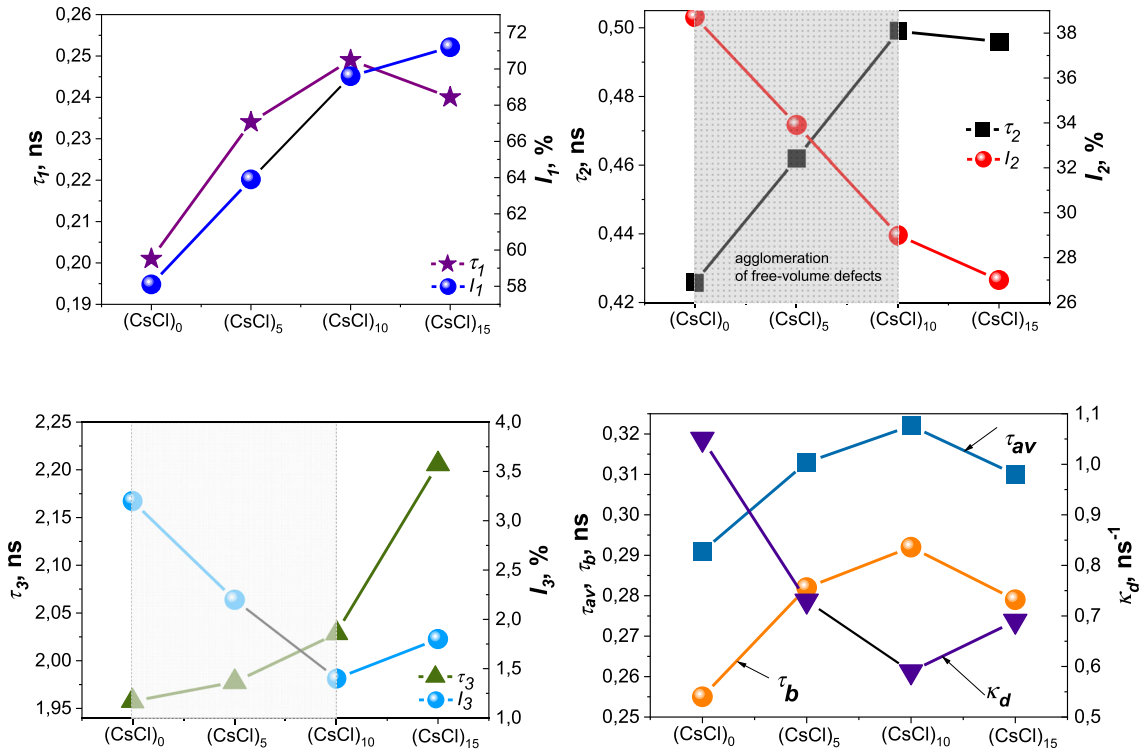 0,26
0,25
0,24
0,23
0,22
0,21
0,20
0,19
τ1, ns
72
70
68
66
64
62
60
58
I1, %
τ1
I1
(CsCl)0
(CsCl)5
(CsCl)10
(CsCl)15
0,50
0,48
0,46
0,44
0,42
τ2, ns
38
36
34
32
30
28
26
I2, %
τ2
I2
agglomeration
of free-volume defects
(CsCl)0
(CsCl)5
(CsCl)10
(CsCl)15
2,25
2,20
2,15
2,10
2,05
2,00
1,95
τ3, ns
4,0
3,5
3,0
2,5
2,0
1,5
1,0
I3, %
τ3
I3
(CsCl)0
(CsCl)5
(CsCl)10
(CsCl)15
0,32
0,31
0,30
0,29
0,28
0,27
0,26
0,25
τav, τb, ns
1,1
1,0
0,9
0,8
0,7
0,6
0,5
κd, ns-1
τav
τb
κd
(CsCl)0
(CsCl)5
(CsCl)10
(CsCl)15